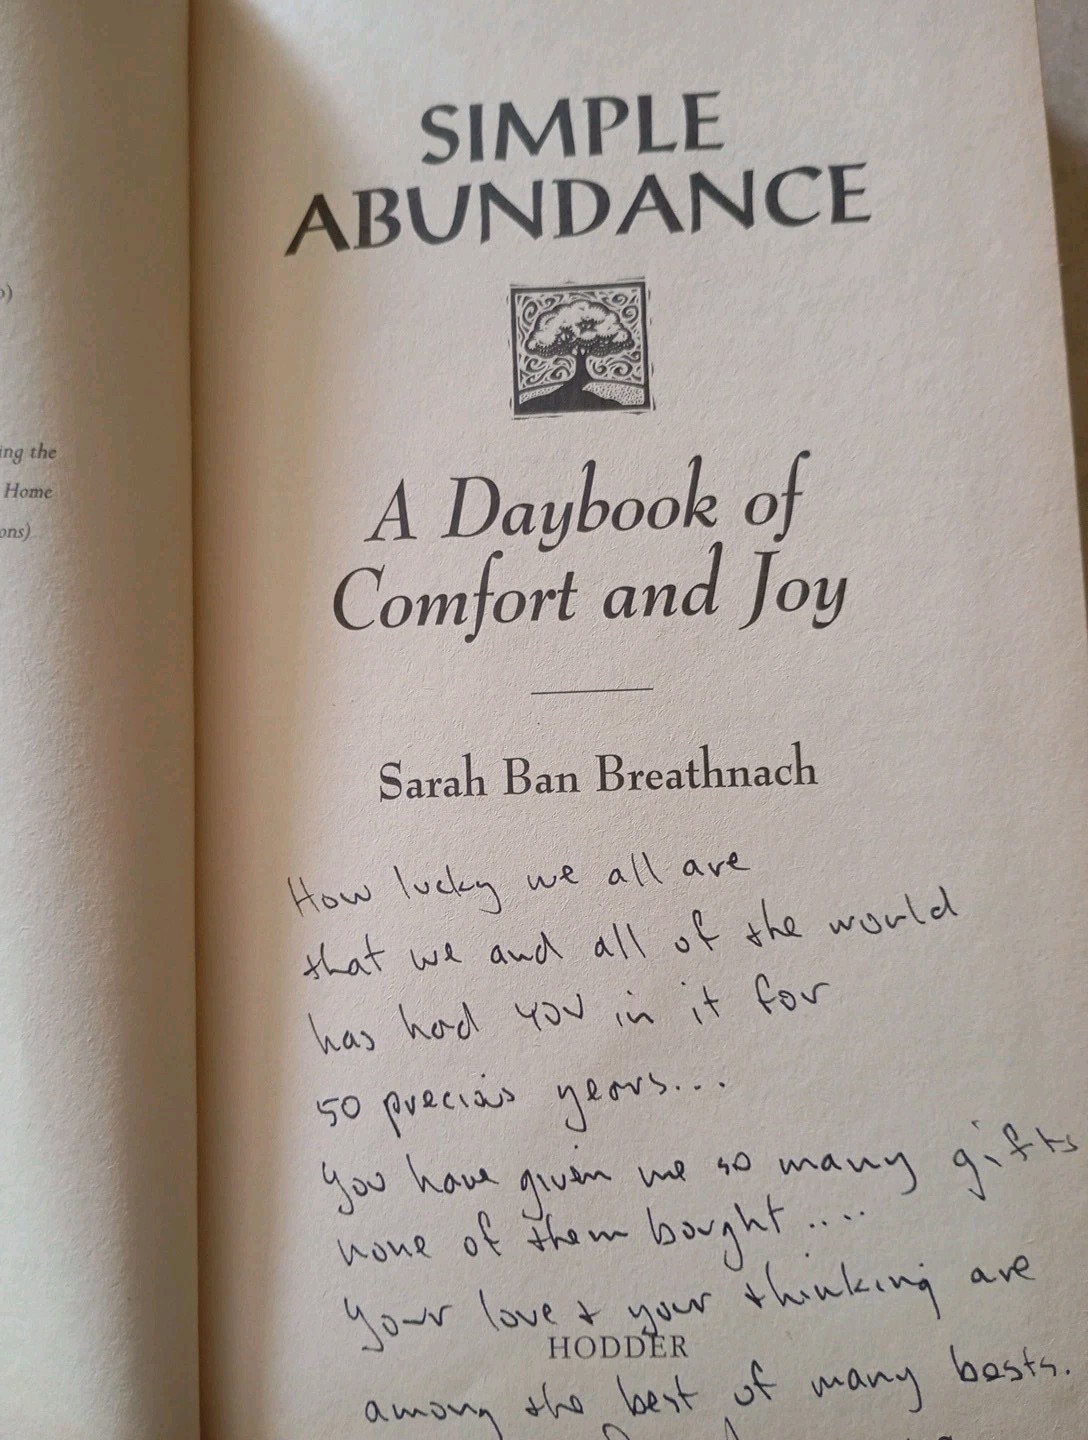 o)
ing the
Home
ons)
SIMPLE
ABUNDANCE
A Daybook of
Comfort and Joy
Sarah Ban Breathnach
How lucky we all are
that we and all of the world
has had you in it for
50 precious years...
You have given me so many gifts
none of them bought....
Your love & your thinking are
HODDER
among the best of many bests.